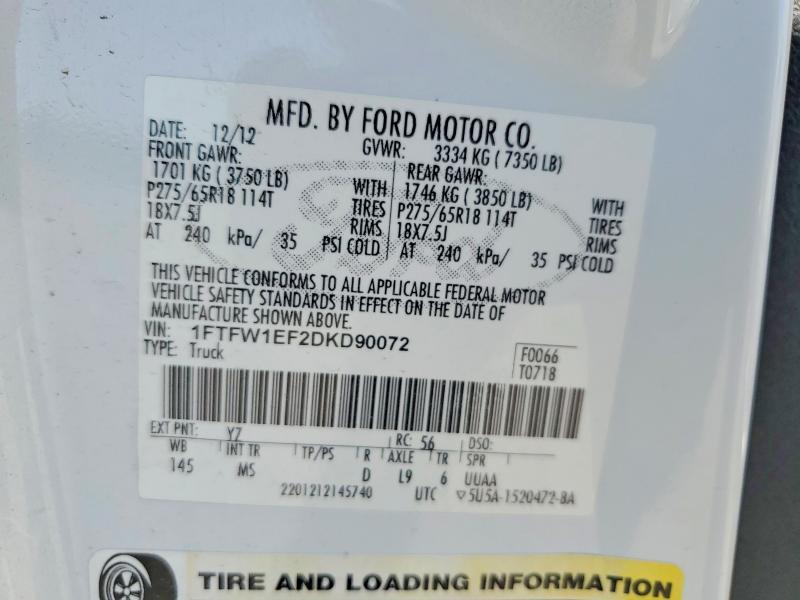 MFD. BY FORD MOTOR CO.
DATE: 12/12 GVWR: 3334 KG ( 7350 LB)
FRONT GAWR: REAR GAWR:
1701 KG ( 3750 LB) WITH 1746 KG ( 3850 LB) WITH
P275/65R18 114T TIRES P275/65R18 114T TIRES
18X7.5J RIMS 18X7.5J RIMS
AT 240 kPa/ 35 PSI COLD AT 240 kPa/ 35 PSI COLD
THIS VEHICLE CONFORMS TO ALL APPLICABLE FEDERAL MOTOR
VEHICLE SAFETY STANDARDS IN EFFECT ON THE DATE OF
MANUFACTURE SHOWN ABOVE.
VIN: 1FTFW1EF2DKD90072
TYPE: Truck
F0066
T0718
EXT PNT: YZ RC: 56 DSO:
WB INT TR TP/PS R AXLE TR SPR
145 MS D L9 6 UUAA
2201212145740 UTC ▽5U5A-1520472-BA
TIRE AND LOADING INFORMATION